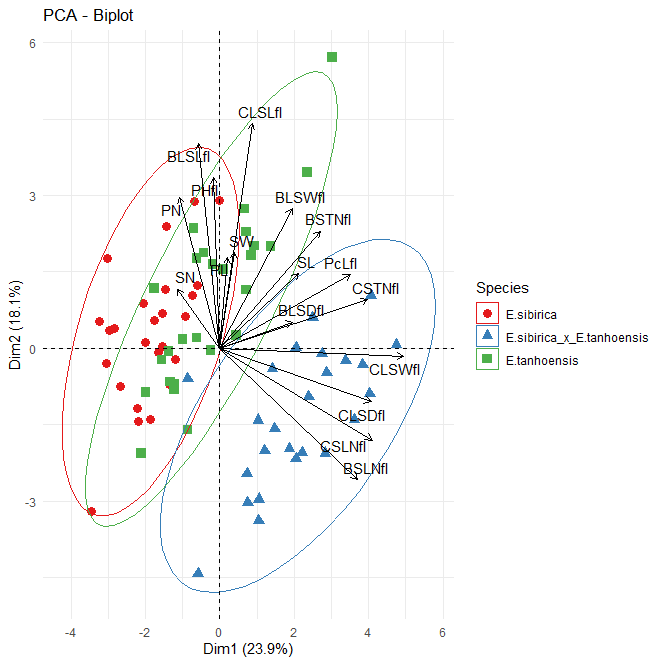 PCA - Biplot
6
3
0
-3
Dim2 (18.1%)
CLSLfl
BLSLfl
PHfl
PN
BLSWfl
BSTNfl
SW
SL
PcLfl
SN
CSTNfl
BLSDfl
CLSWfl
CLSDfl
CSLNfl
BSLNfl
-4
-2
0
2
4
6
Dim1 (23.9%)
Species
E.sibirica
E.sibirica_x_E.tanhoensis
E.tanhoensis